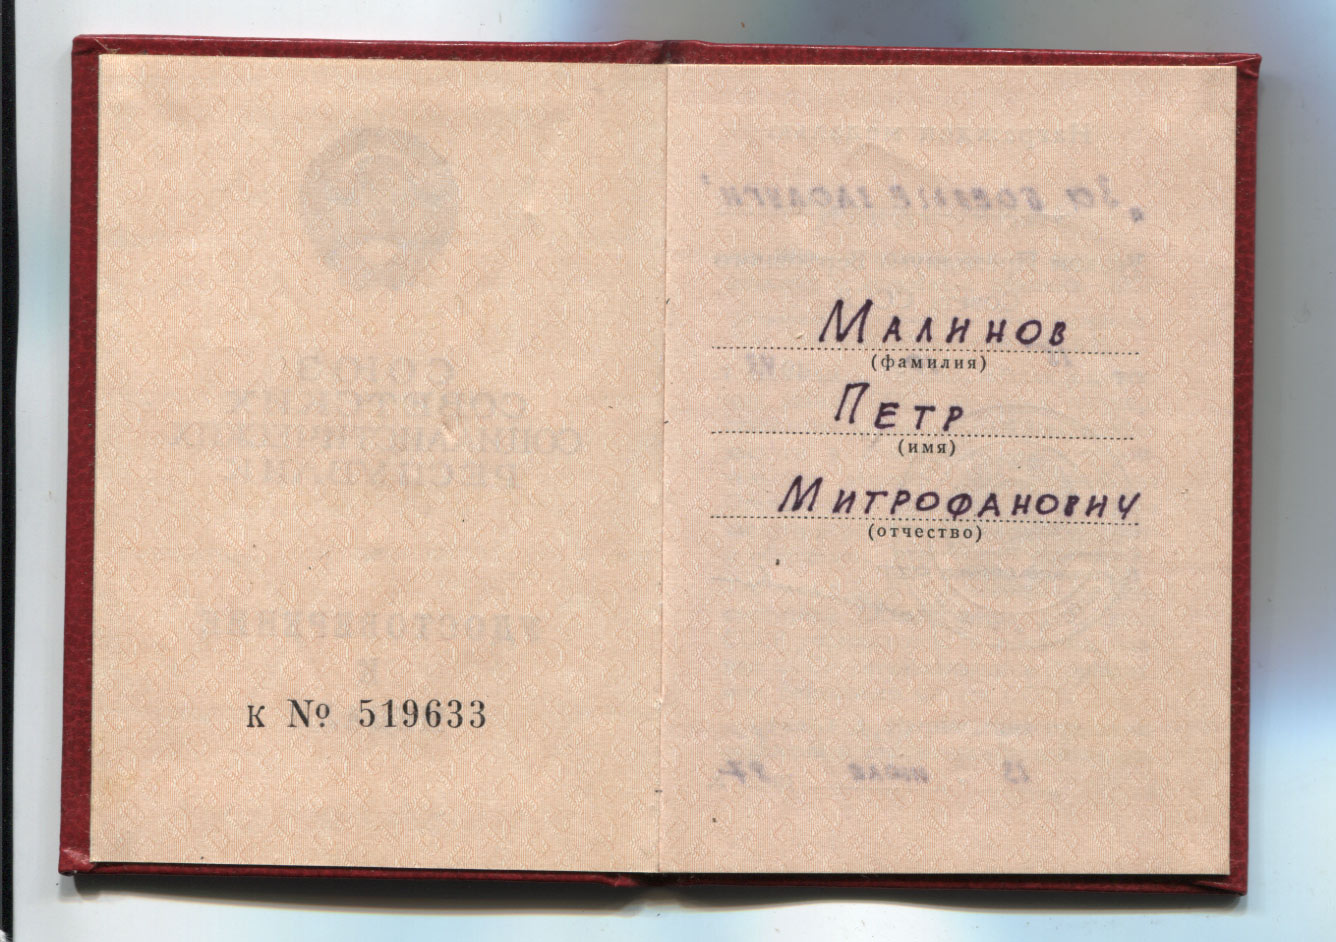 К № 519633
Малинов
(фамилия)
Петр
(имя)
Митрофанович
(отчество)